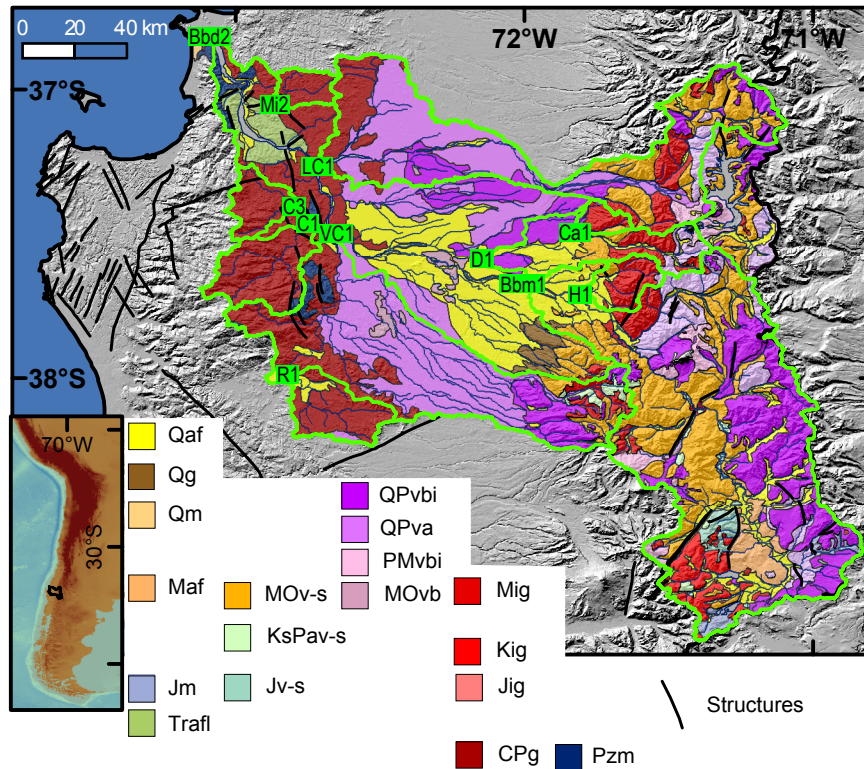 0 20 40 km
Bbd2
72°W
71°W
37°S
Mi2
LC1
C3
C1
VC1
Ca1
D1
Bbm1
H1
38°S
R1
70°W
30°S
Qaf
Qg
Qm
Maf
Jm
Trafl
MOv-s
KsPav-s
Jv-s
QPvbi
QPva
PMvbi
MOvb
Mig
Kig
Jig
CPg
Pzm
Structures